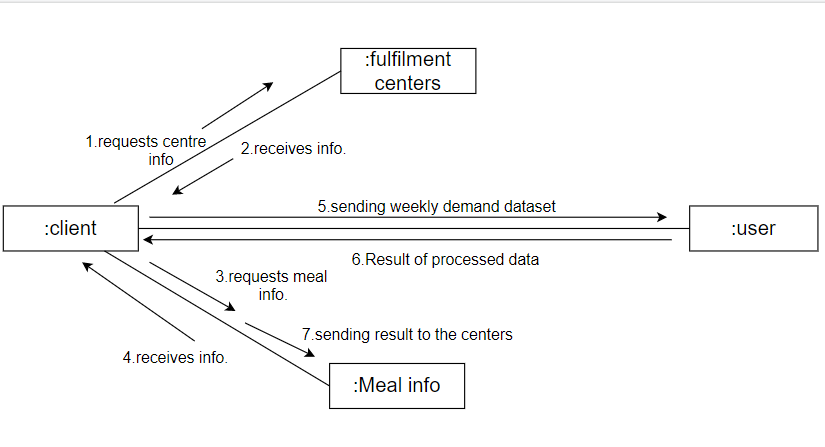 :fulfilment
centers
1.requests centre
info
2.receives info.
:client
5.sending weekly demand dataset
:user
6.Result of processed data
3.requests meal
info.
7.sending result to the centers
4.receives info.
:Meal info